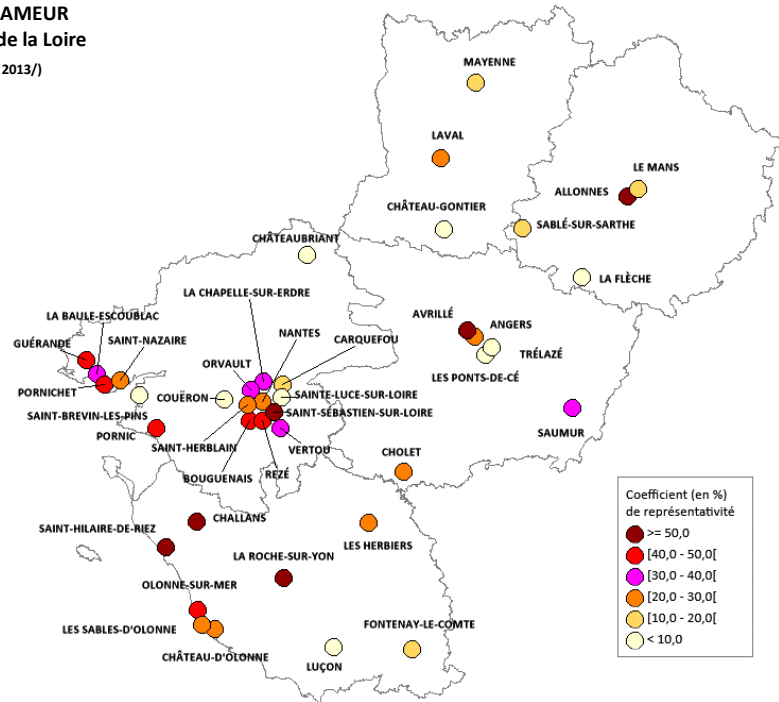 AMEUR
de la Loire
2013/)
MAYENNE
LAVAL
LE MANS
ALLONNES
CHÂTEAU-GONTIER
SABLÉ-SUR-SARTHE
CHÂTEAUBRIANT
LA FLÈCHE
LA CHAPELLE-SUR-ERDRE
LA BAULE-ESCOUBLAC
AVRILLÉ
ANGERS
GUÉRANDE
SAINT-NAZAIRE
NANTES
CARQUEFOU
TRÉLAZÉ
ORVAULT
LES PONTS-DE-CÉ
PORNICHET
COUËRON
SAINTE-LUCE-SUR-LOIRE
SAINT-BREVIN-LES-PINS
SAINT-SÉBASTIEN-SUR-LOIRE
PORNIC
SAUMUR
SAINT-HERBLAIN
VERTOU
CHOLET
BOUGUENAIS
REZÉ
CHALLANS
SAINT-HILAIRE-DE-RIEZ
LES HERBIERS
LA ROCHE-SUR-YON
OLONNE-SUR-MER
LES SABLES-D'OLONNE
FONTENAY-LE-COMTE
CHÂTEAU-D'OLONNE
LUÇON
Coefficient (en %)
de représentativité
>= 50,0
[40,0 - 50,0[
[30,0 - 40,0[
[20,0 - 30,0[
[10,0 - 20,0[
< 10,0